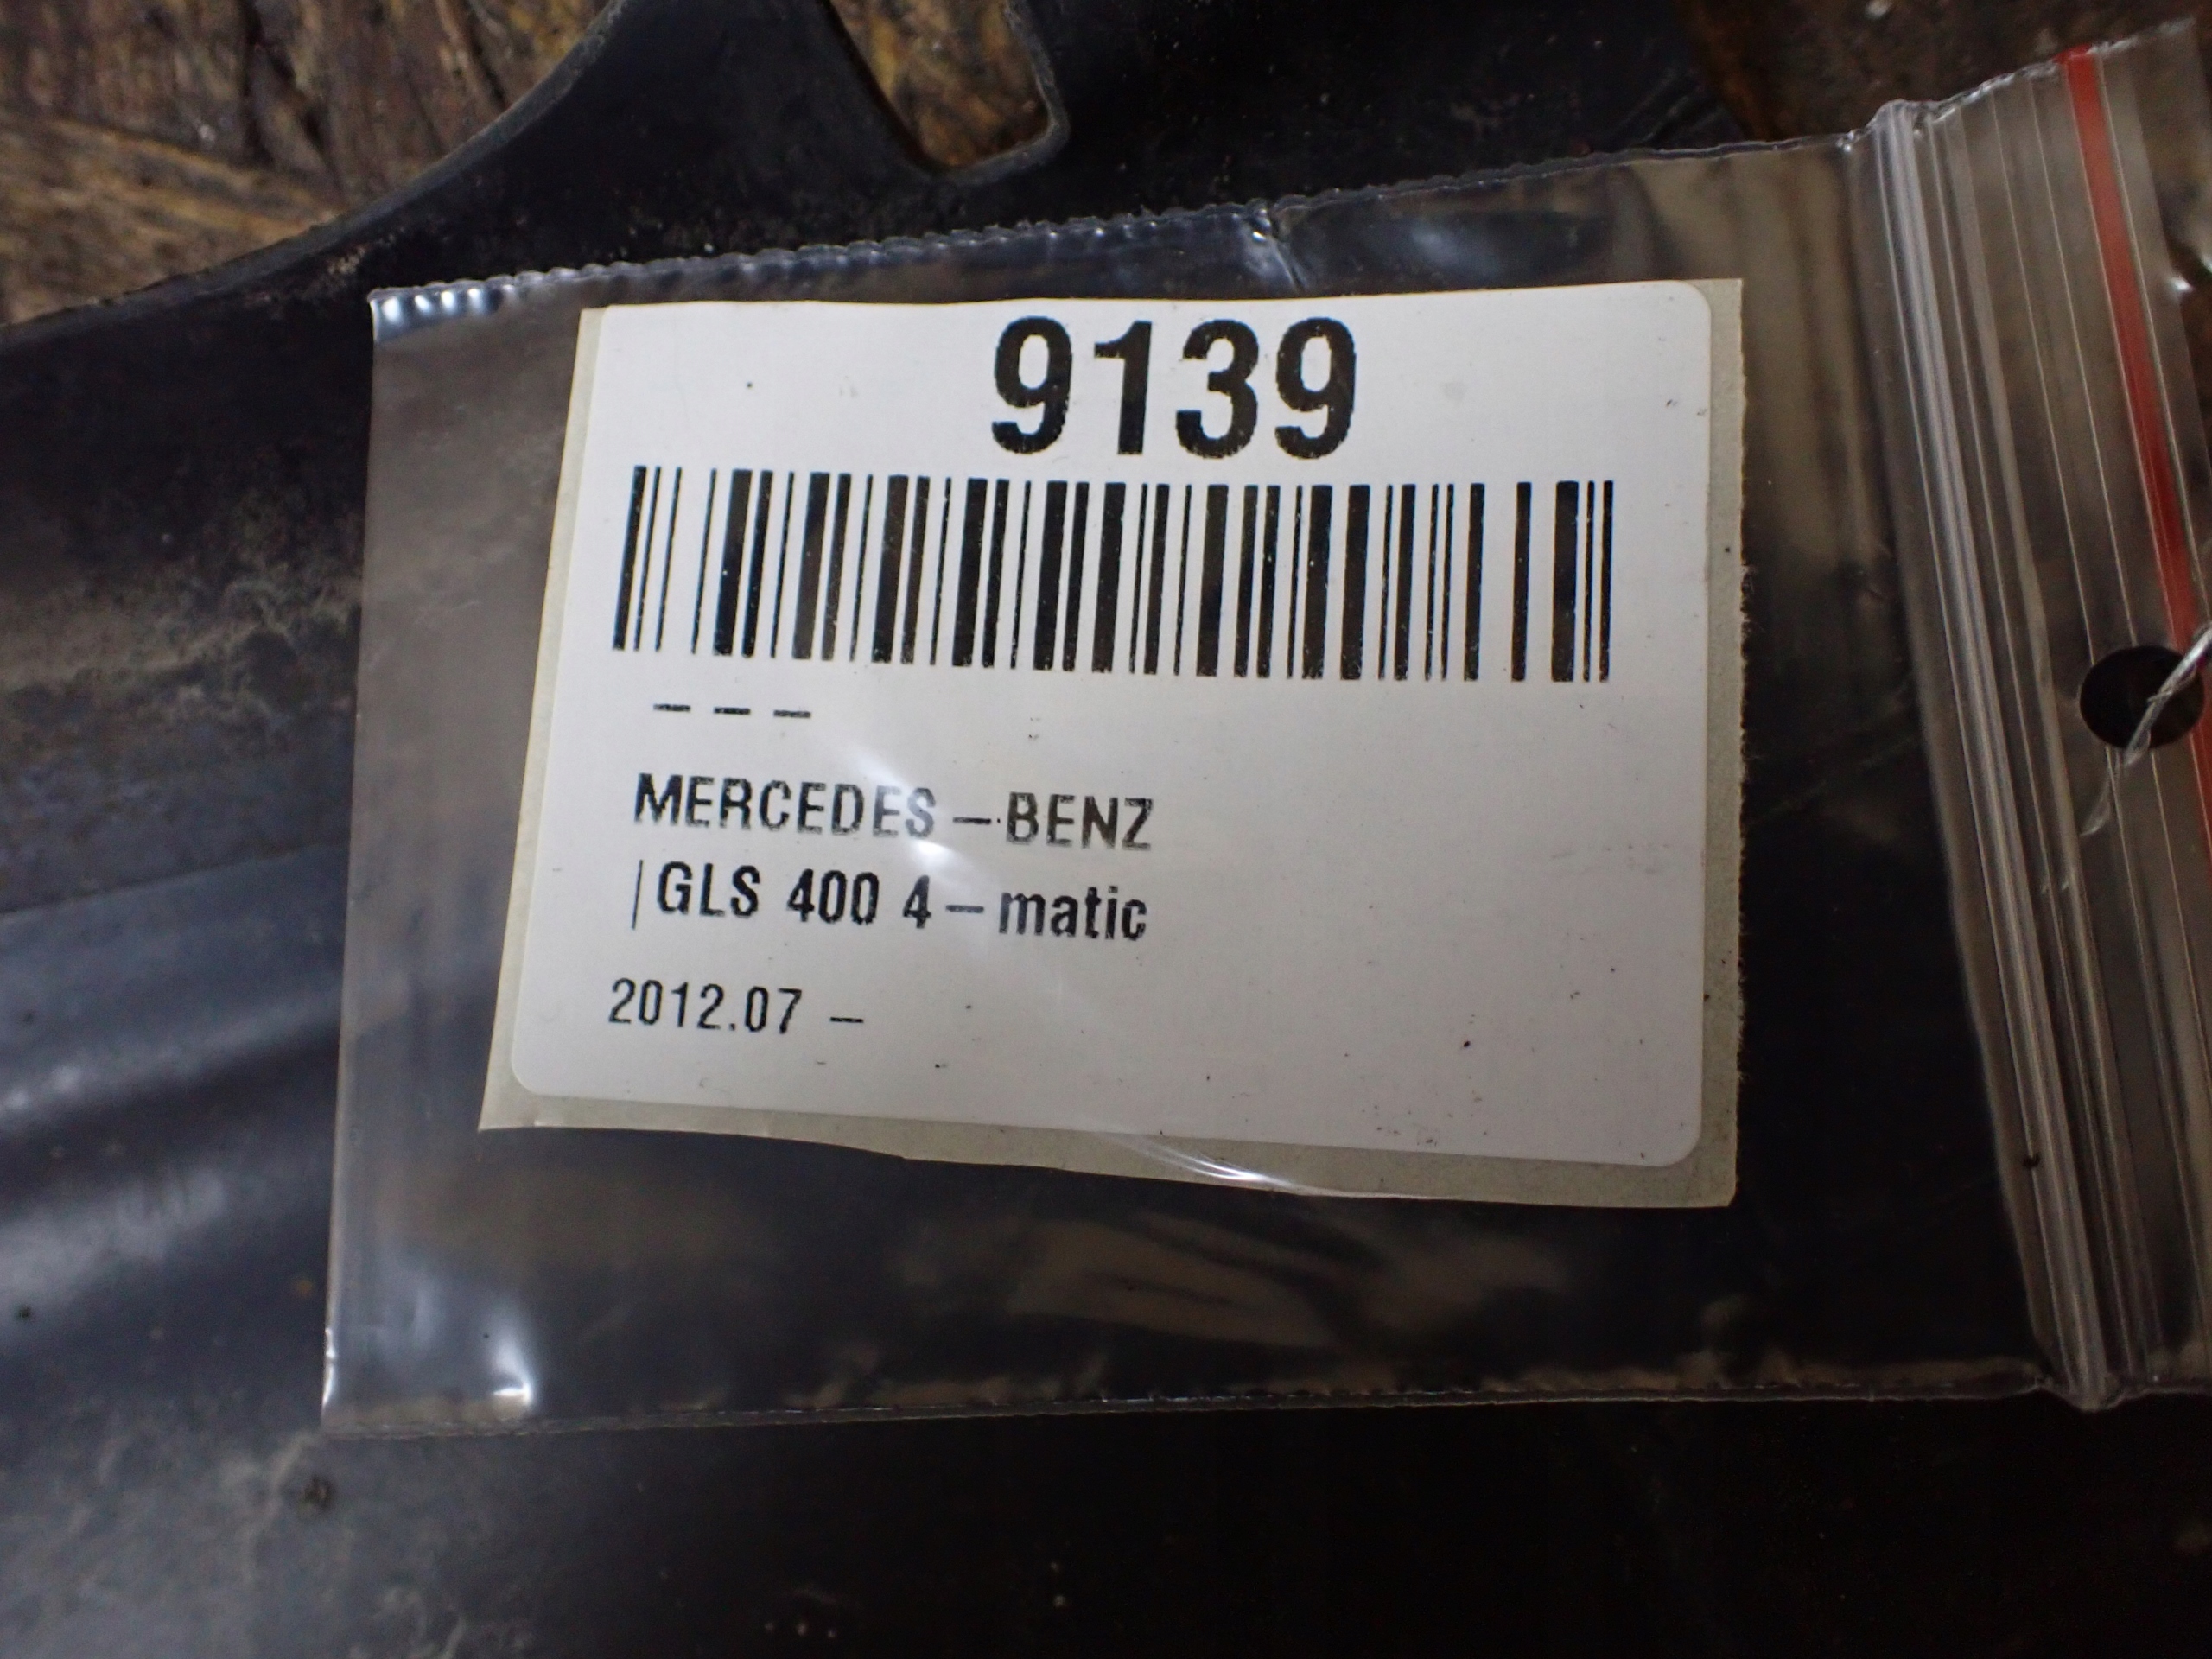 9139
– – –
MERCEDES – BENZ
|GLS 400 4 – matic
2012.07 –